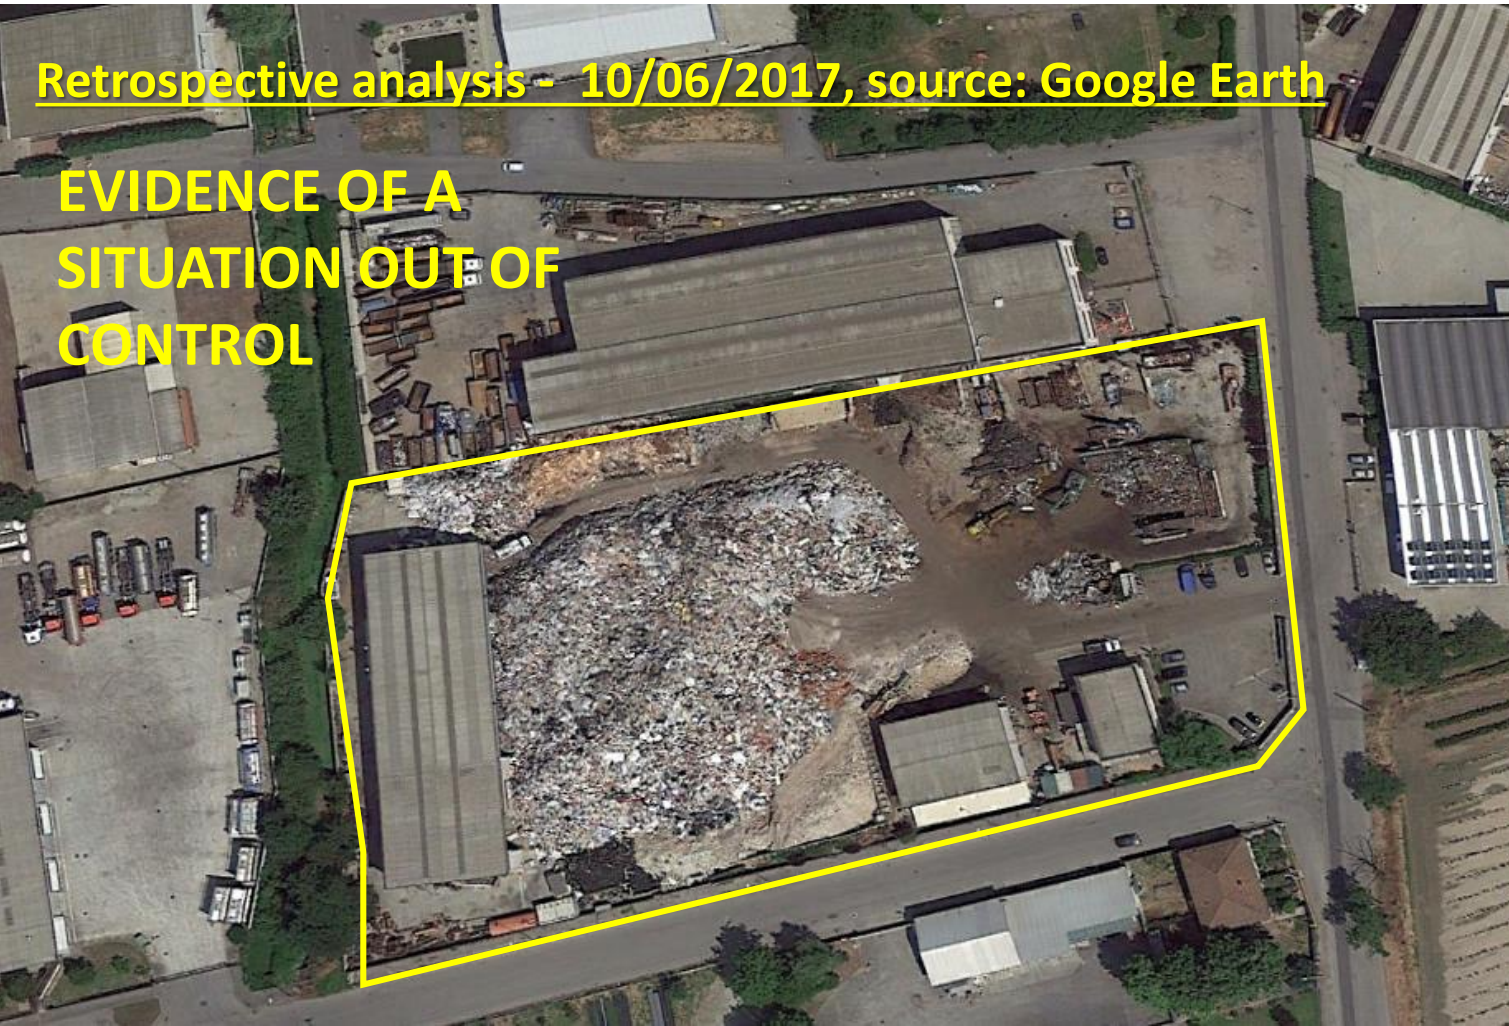 Retrospective analysis -  10/06/2017, source: Google Earth
EVIDENCE OF A
SITUATION OUT OF
CONTROL